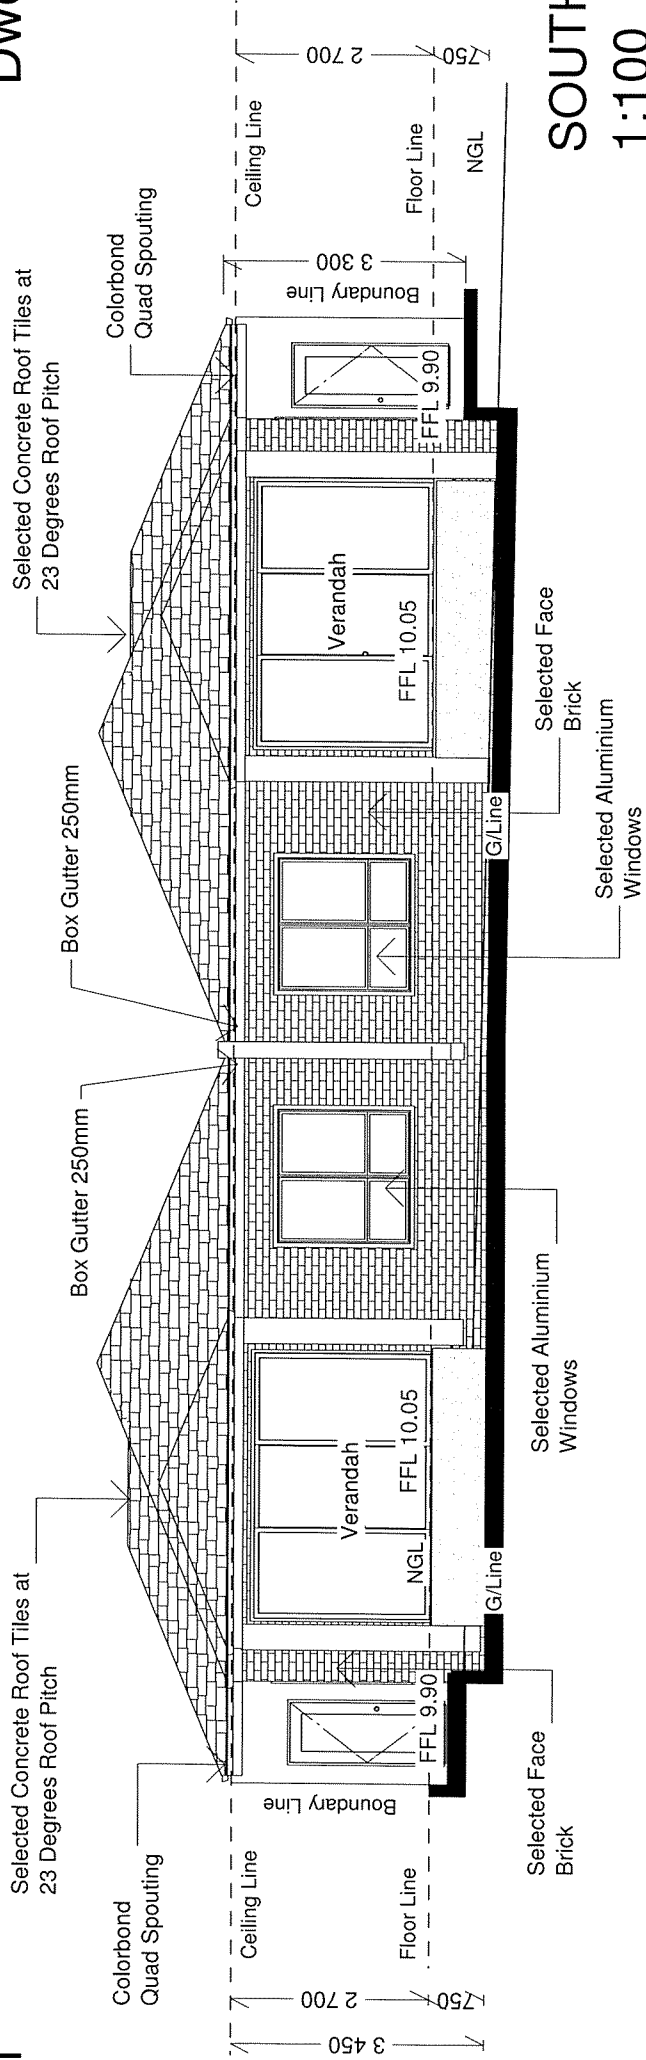 Selected Concrete Roof Tiles at
23 Degrees Roof Pitch
Colorbond
Quad Spouting
Box Gutter 250mm
Box Gutter 250mm
Selected Concrete Roof Tiles at
23 Degrees Roof Pitch
Colorbond
Quad Spouting
Ceiling Line
Floor Line
3 450
2 700
750
Boundary Line
FFL 9.90
Verandah
NGL
FFL 10.05
G/Line
Selected Face
Brick
Selected Aluminium
Windows
Selected Aluminium
Windows
Selected Face
Brick
G/Line
Verandah
FFL 10.05
FFL 9.90
Boundary Line
3 300
Ceiling Line
Floor Line
NGL
2 700
750
1:100